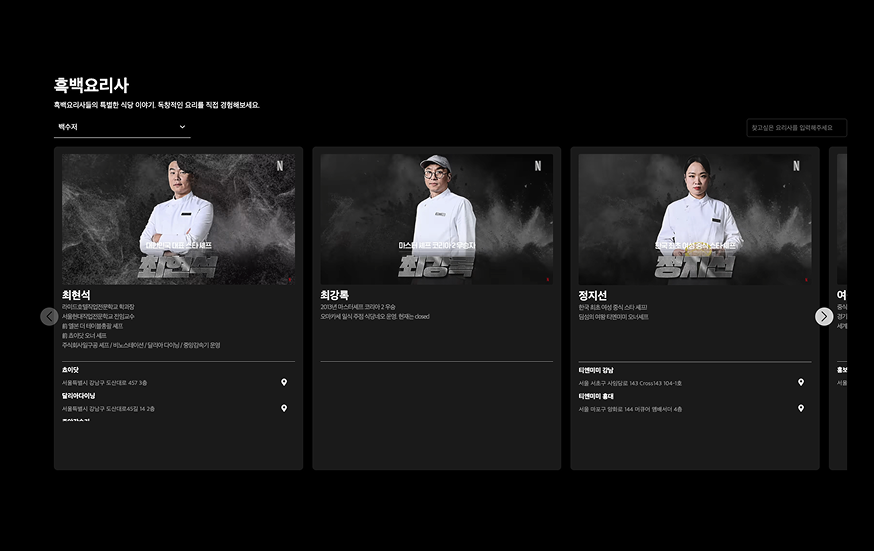 흑백요리사
흑백요리사들의 특별한 식당 이야기. 독창적인 요리를 직접 경험해보세요.
백수저
찾고싶은 요리사를 입력해주세요
N
대한민국 대표 스타 셰프
최현석
최현석
라미드호텔직업전문학교 학과장
서울현대직업전문학교 전임교수
前 엘본 더 테이블총괄 셰프
前 쵸이닷 오너 셰프
주식회사일구공 셰프 / 비노스테이션 / 달리아 다이닝 / 중앙감속기 운영
쵸이닷
서울특별시 강남구 도산대로 457 3층
달리아다이닝
서울특별시 강남구 도산대로45길 14 2층
N
마스터 셰프 코리아 2 우승자
최강록
최강록
2013년 마스터셰프 코리아 2 우승
오마카세 일식 주점 식당네오 운영. 현재는 closed
N
한국 최초 여성 중식 스타 셰프
정지선
정지선
한국 최초 여성 중식 스타 셰프!
딤섬의 여왕 티엔미미 오너셰프
티엔미미 강남
서울 서초구 사임당로 143 Cross143 104-1호
티엔미미 홍대
서울 마포구 양화로 144 머큐어 앰배서더 4층
여
경기
세계
홍보
서울